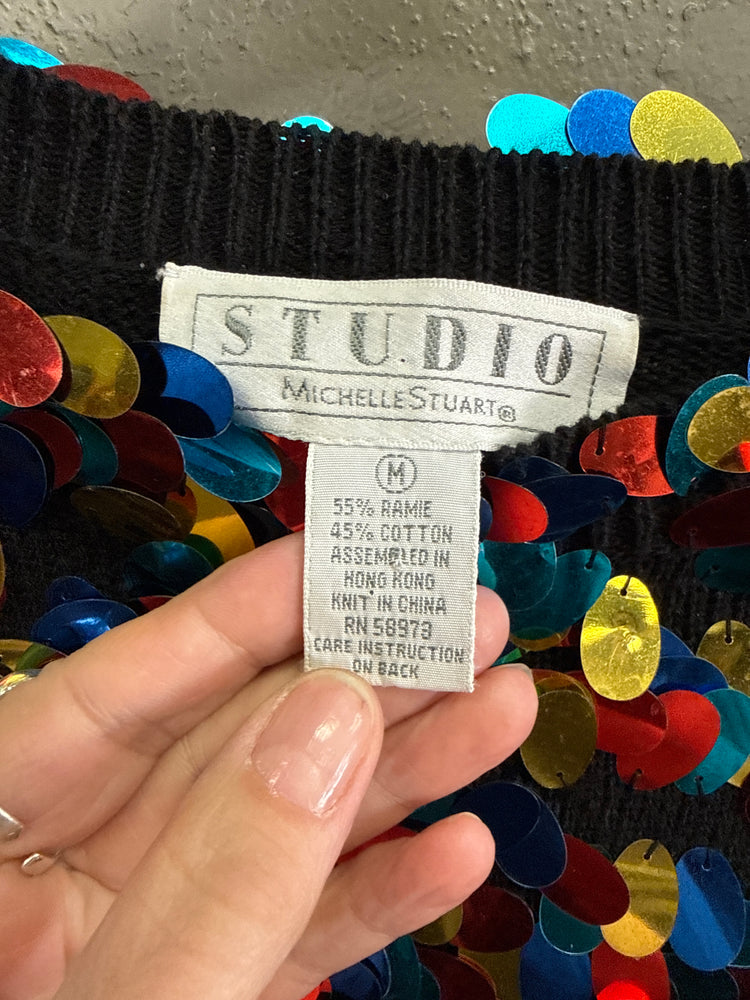 STUDIO
MICHELLE STUART®
M
55% RAMIE
45% COTTON
ASSEMBLED IN
HONG KONG
KNIT IN CHINA
RN 58973
CARE INSTRUCTION
ON BACK